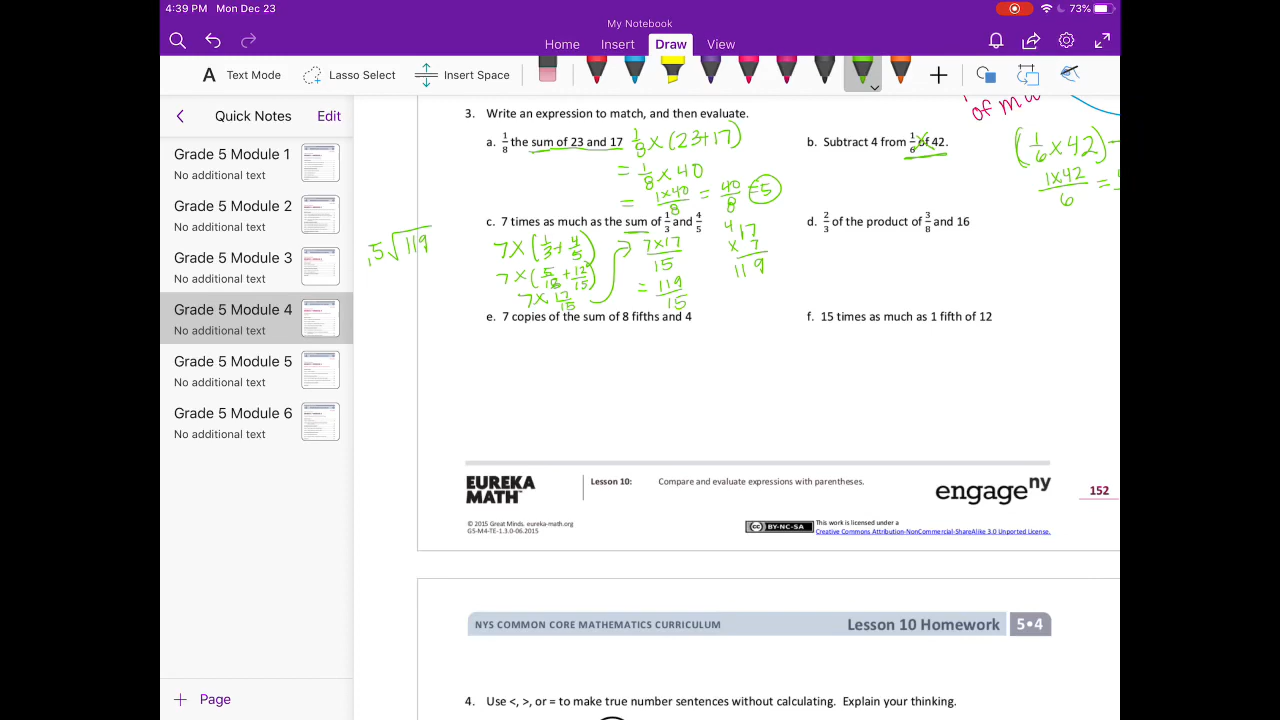 4:39 PM Mon Dec 23
My Notebook
73%
Home Insert Draw View
Text Mode
Lasso Select
Insert Space
Quick Notes
Edit
Grade 5 Module 1
No additional text
Grade 5 Module 2
No additional text
Grade 5 Module 3
No additional text
Grade 5 Module 4
No additional text
Grade 5 Module 5
No additional text
Grade 5 Module 6
No additional text
+ Page
of
3. Write an expression to match, and then evaluate.
a. 1/8 the sum of 23 and 17
1/8 × (23+17)
= 1/8 × 40
= 1×40/8 = 40/8 = 5
b. Subtract 4 from 1/6 of 42.
×
(1/6 × 42) −
1×42/6 =
7 times as much as the sum of 1/3 and 4/5
7 × (1/3 + 4/5)
7 × (5/15 + 12/15)
7 × 17/15
7×17/15
= 119/15
4
17
× 7
119
15√119
d. 2/3 of the product of 3/8 and 16
e. 7 copies of the sum of 8 fifths and 4
f. 15 times as much as 1 fifth of 12
EUREKA MATH™
Lesson 10: Compare and evaluate expressions with parentheses.
engageny
152
© 2015 Great Minds. eureka-math.org
G5-M4-TE-1.3.0-06.2015
CC BY-NC-SA
This work is licensed under a
Creative Commons Attribution-NonCommercial-ShareAlike 3.0 Unported License.
NYS COMMON CORE MATHEMATICS CURRICULUM
Lesson 10 Homework 5•4
4. Use <, >, or = to make true number sentences without calculating. Explain your thinking.